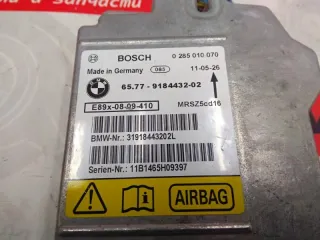 и запчасти
BOSCH 0 285 010 070
Made in Germany 11-05-26
65.77 - 9184432-02
E89x-08-09-410 MRSZ5cd16
BMW-Nr.: 31918443202L
Serien-Nr.: 11B1465H09397
AIRBAG